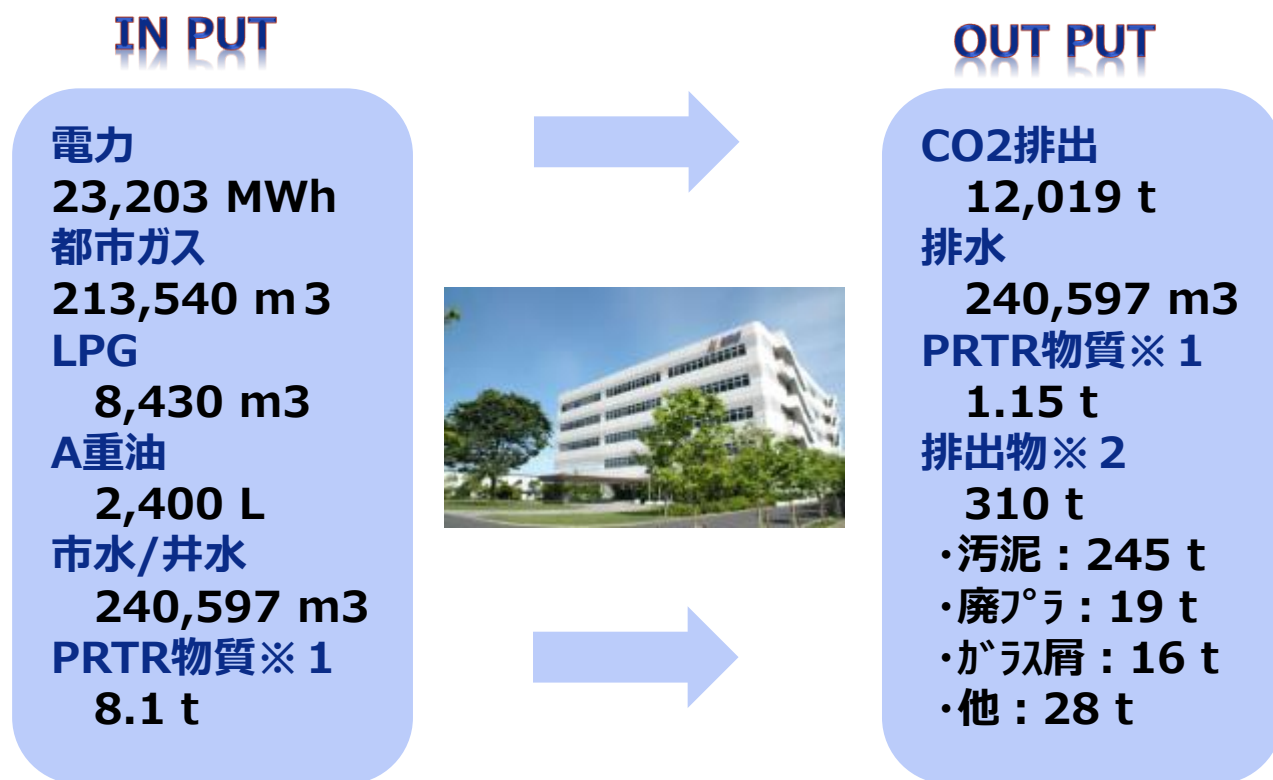 IN PUT
電力
23,203 MWh
都市ガス
213,540 m３
LPG
8,430 m3
A重油
2,400 L
市水/井水
240,597 m3
PRTR物質※１
8.1 t
OUT PUT
CO2排出
12,019 t
排水
240,597 m3
PRTR物質※１
1.15 t
排出物※２
310 t
・汚泥：245 t
・廃ﾌﾟﾗ：19 t
・ｶﾞﾗｽ屑：16 t
・他：28 t